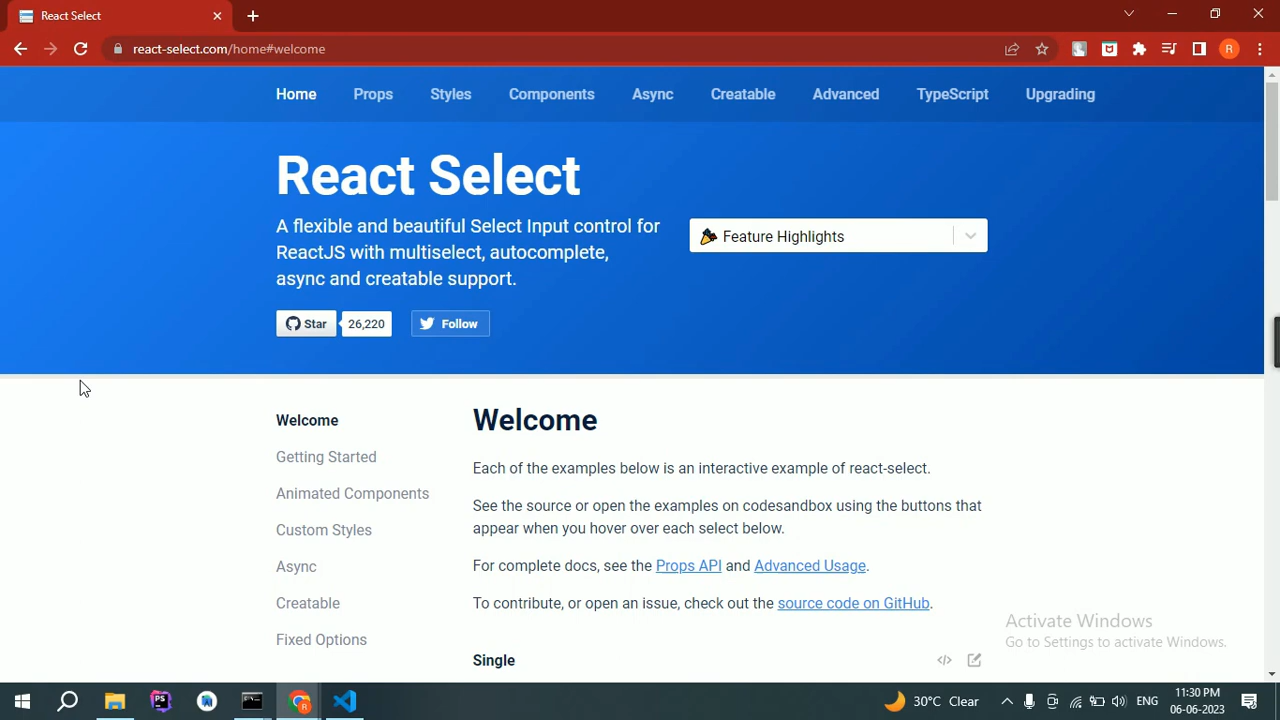 React Select
react-select.com/home#welcome
R
Home Props Styles Components Async Creatable Advanced TypeScript Upgrading
React Select
A flexible and beautiful Select Input control for
ReactJS with multiselect, autocomplete,
async and creatable support.
Feature Highlights
Star 26,220 Follow
Welcome
Getting Started
Animated Components
Custom Styles
Async
Creatable
Fixed Options
Welcome
Each of the examples below is an interactive example of react-select.
See the source or open the examples on codesandbox using the buttons that
appear when you hover over each select below.
For complete docs, see the Props API and Advanced Usage.
To contribute, or open an issue, check out the source code on GitHub.
Single
Activate Windows
Go to Settings to activate Windows.
PS
R
30°C Clear
ENG
11:30 PM
06-06-2023